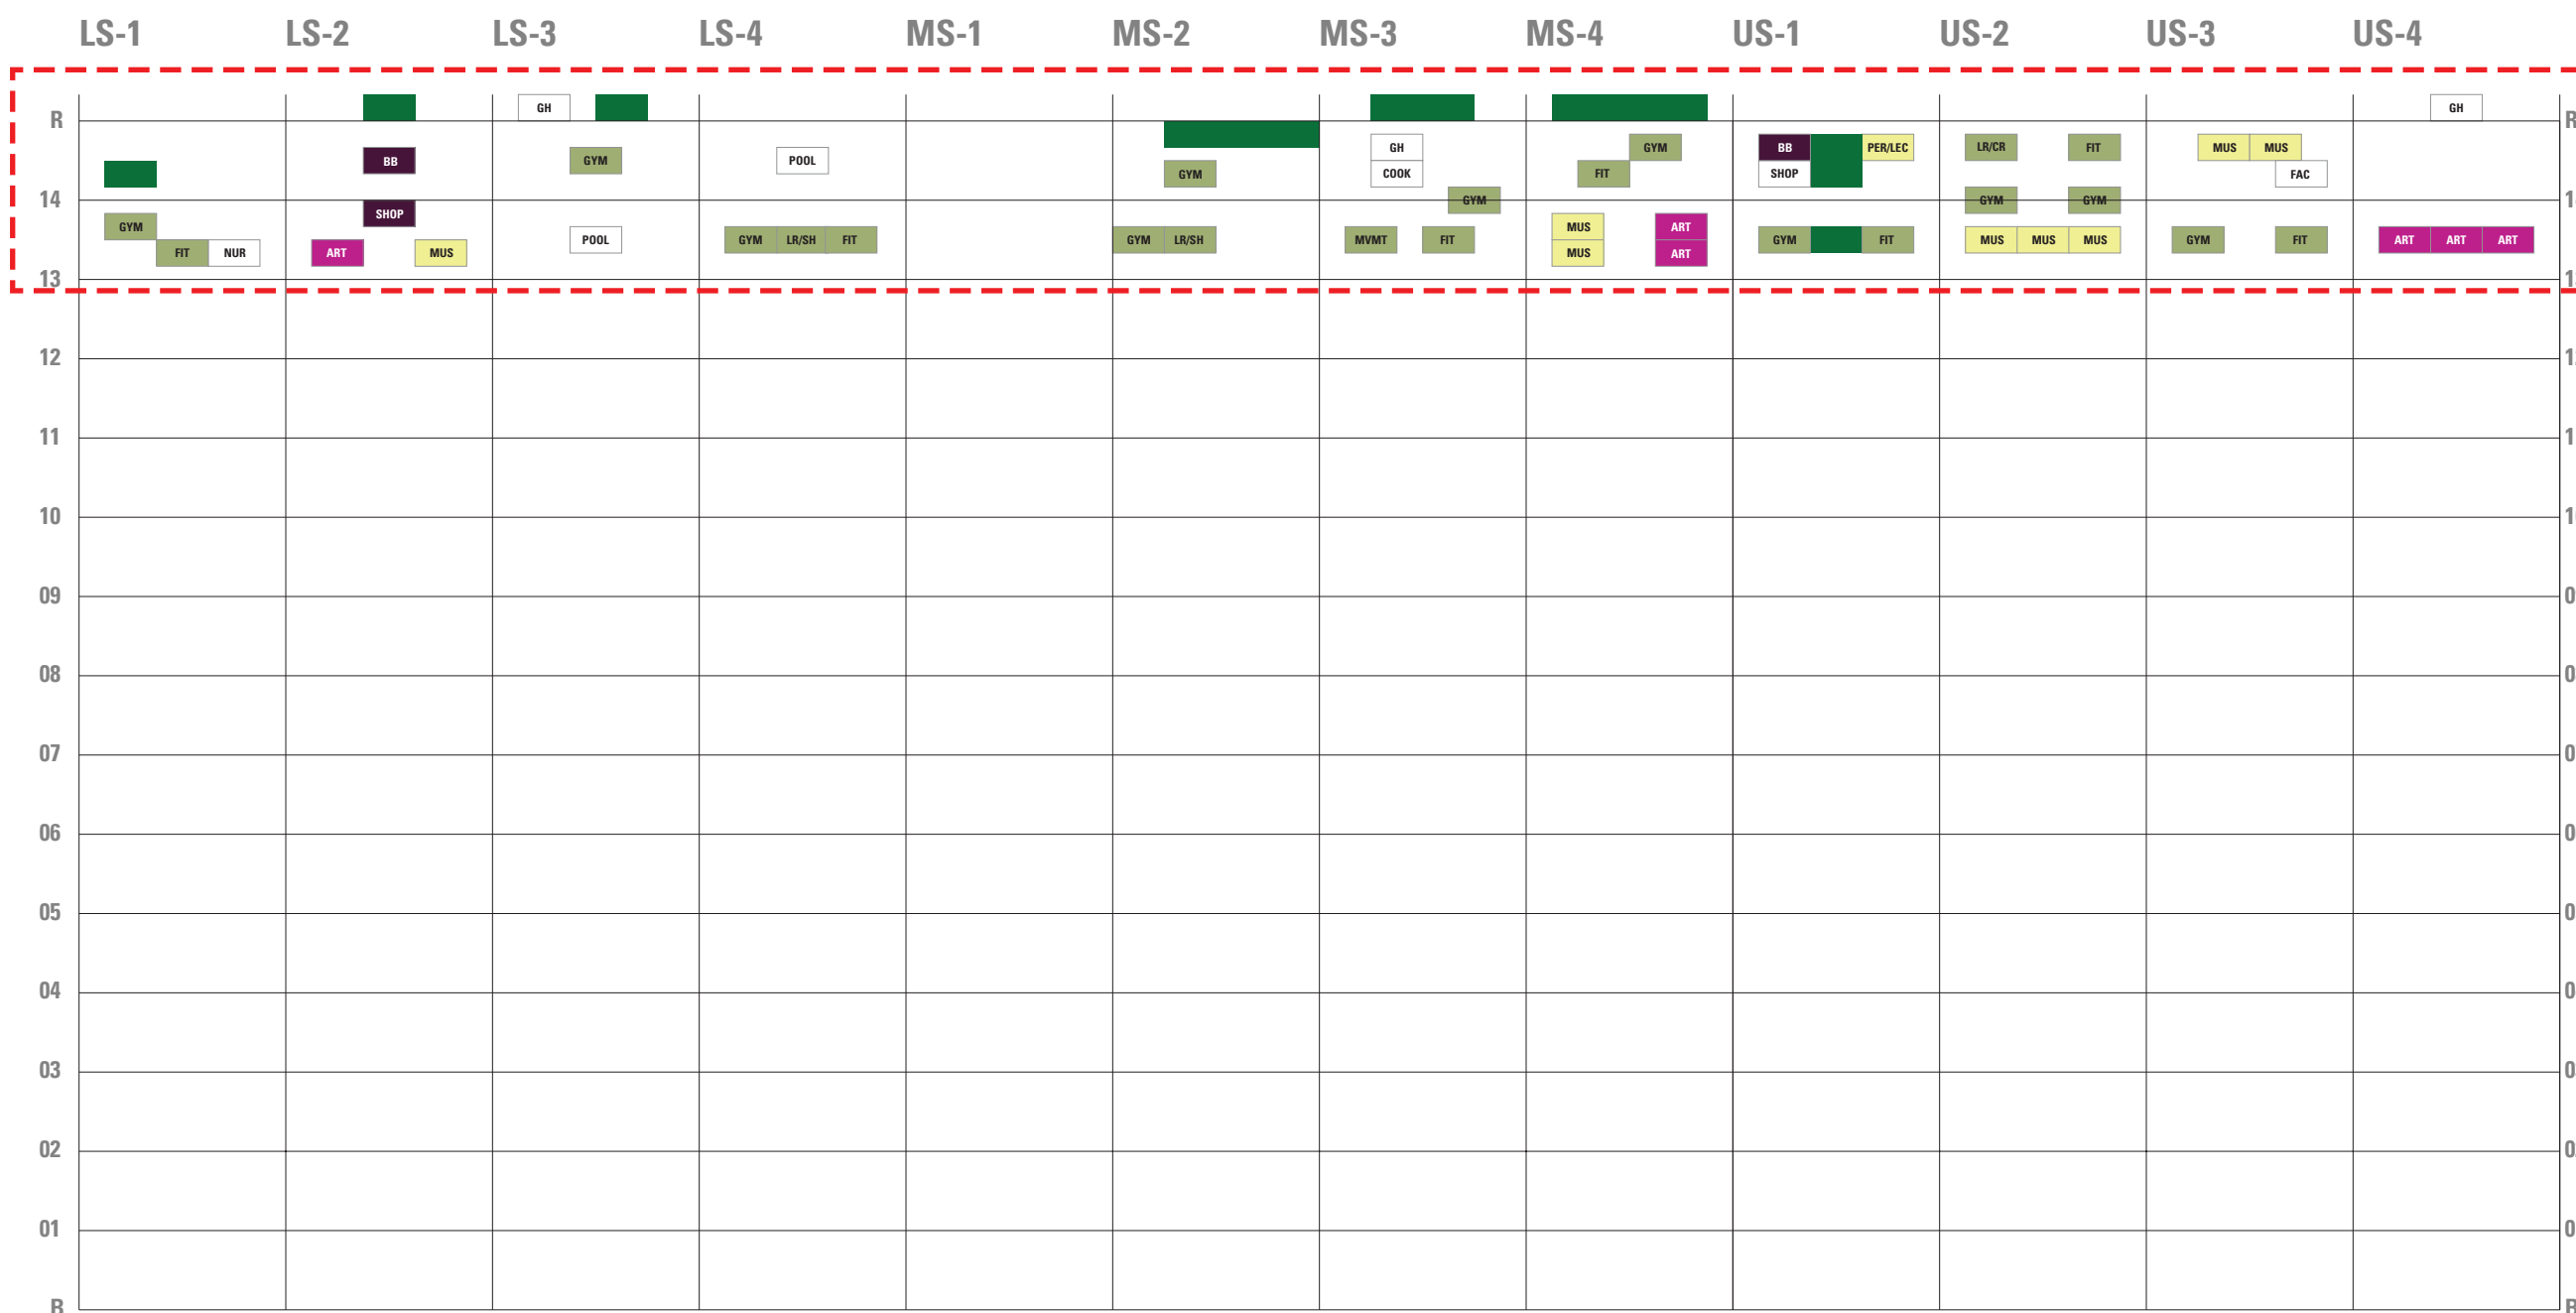 LS-1 LS-2 LS-3 LS-4 MS-1 MS-2 MS-3 MS-4 US-1 US-2 US-3 US-4
GH GH
R R
GH GYM BB PER/LEC LR/CR FIT MUS MUS
BB GYM POOL
GYM COOK FIT SHOP FAC
14 GYM GYM GYM
SHOP
GYM MUS ART
POOL GYM LR/SH FIT GYM LR/SH MVMT FIT GYM FIT MUS MUS MUS GYM FIT ART ART ART
FIT NUR ART MUS MUS ART
13
12
11
10
09
08
07
06
05
04
03
02
01
R